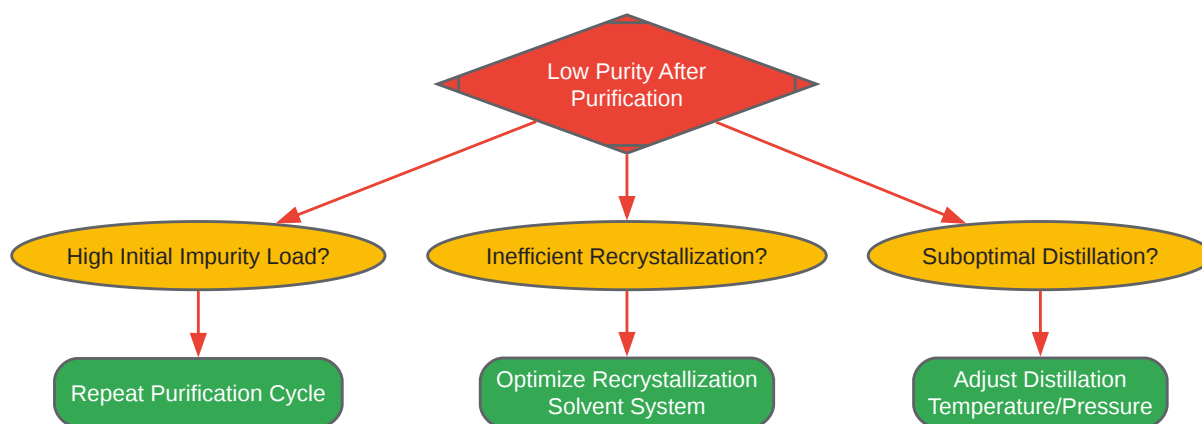 Low Purity After
Purification
High Initial Impurity Load?
Inefficient Recrystallization?
Suboptimal Distillation?
Repeat Purification Cycle
Optimize Recrystallization
Solvent System
Adjust Distillation
Temperature/Pressure